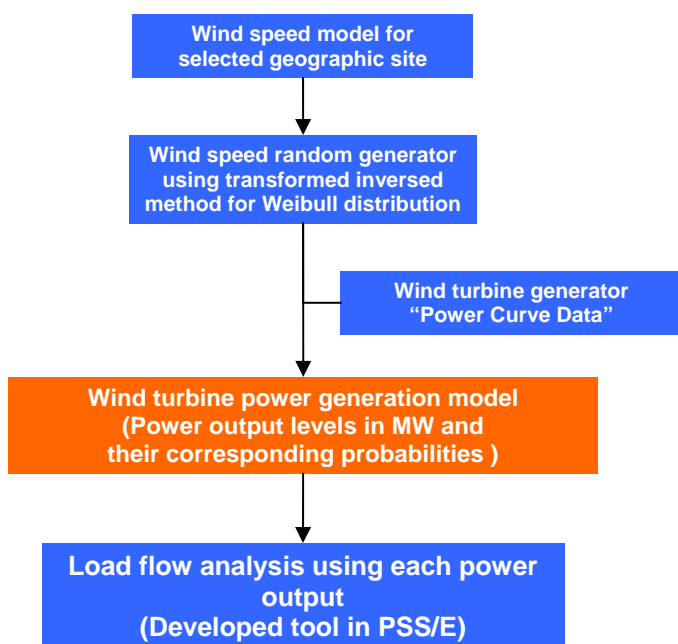 Wind speed model for
selected geographic site
Wind speed random generator
using transformed inversed
method for Weibull distribution
Wind turbine generator
“Power Curve Data”
Wind turbine power generation model
(Power output levels in MW and
their corresponding probabilities )
Load flow analysis using each power
output
(Developed tool in PSS/E)